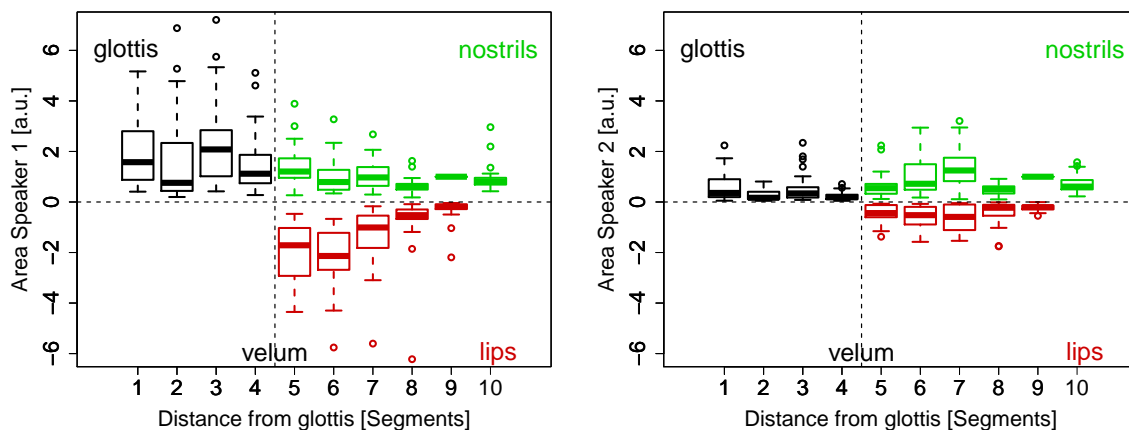 Area Speaker 1 [a.u.]
6
4
2
0
−2
−4
−6
glottis
nostrils
velum
lips
1 2 3 4 5 6 7 8 9 10
Distance from glottis [Segments]
Area Speaker 2 [a.u.]
6
4
2
0
−2
−4
−6
glottis
nostrils
velum
lips
1 2 3 4 5 6 7 8 9 10
Distance from glottis [Segments]